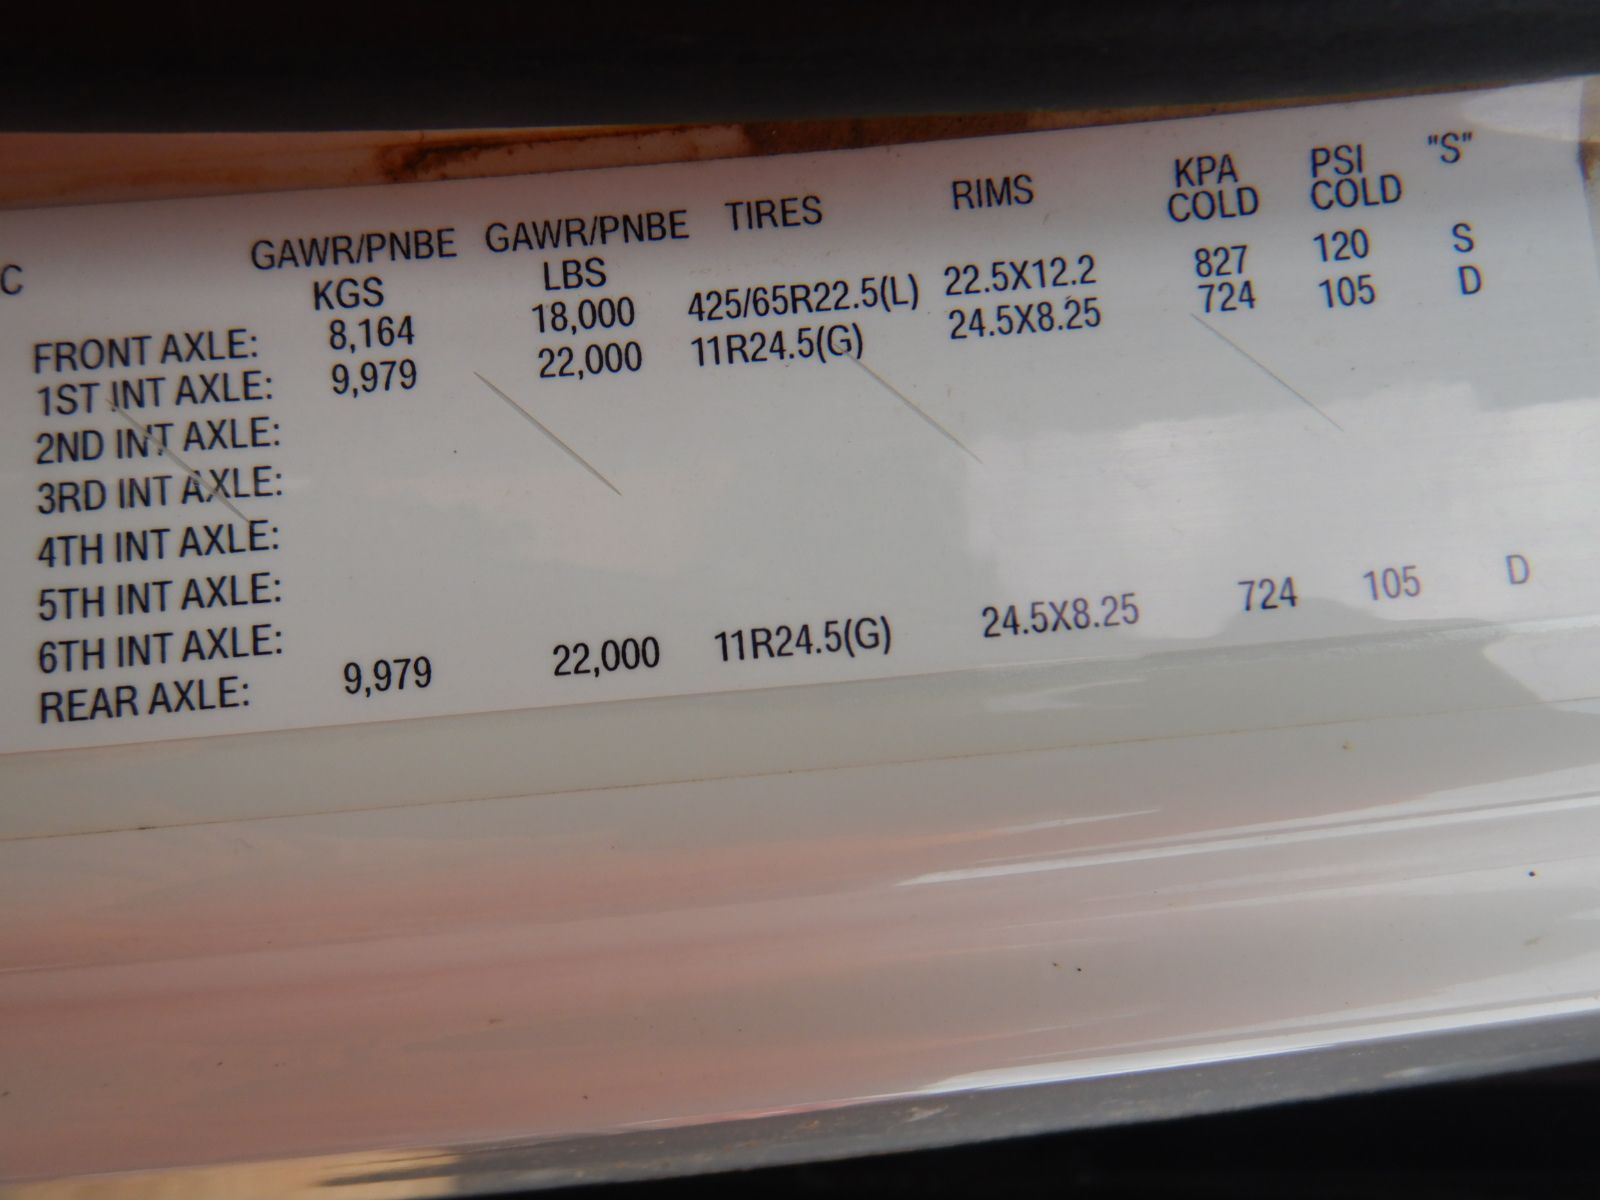 C GAWR/PNBE KGS GAWR/PNBE LBS TIRES RIMS KPA COLD PSI COLD "S"
FRONT AXLE: 8,164 18,000 425/65R22.5(L) 22.5X12.2 827 120 S
1ST INT AXLE: 9,979 22,000 11R24.5(G) 24.5X8.25 724 105 D
2ND INT AXLE:
3RD INT AXLE:
4TH INT AXLE:
5TH INT AXLE:
6TH INT AXLE:
REAR AXLE: 9,979 22,000 11R24.5(G) 24.5X8.25 724 105 D